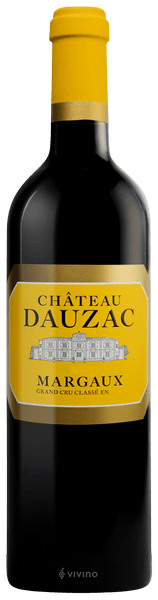 CHÂTEAU
DAUZAC
MARGAUX
GRAND CRU CLASSÉ EN
VIVINO